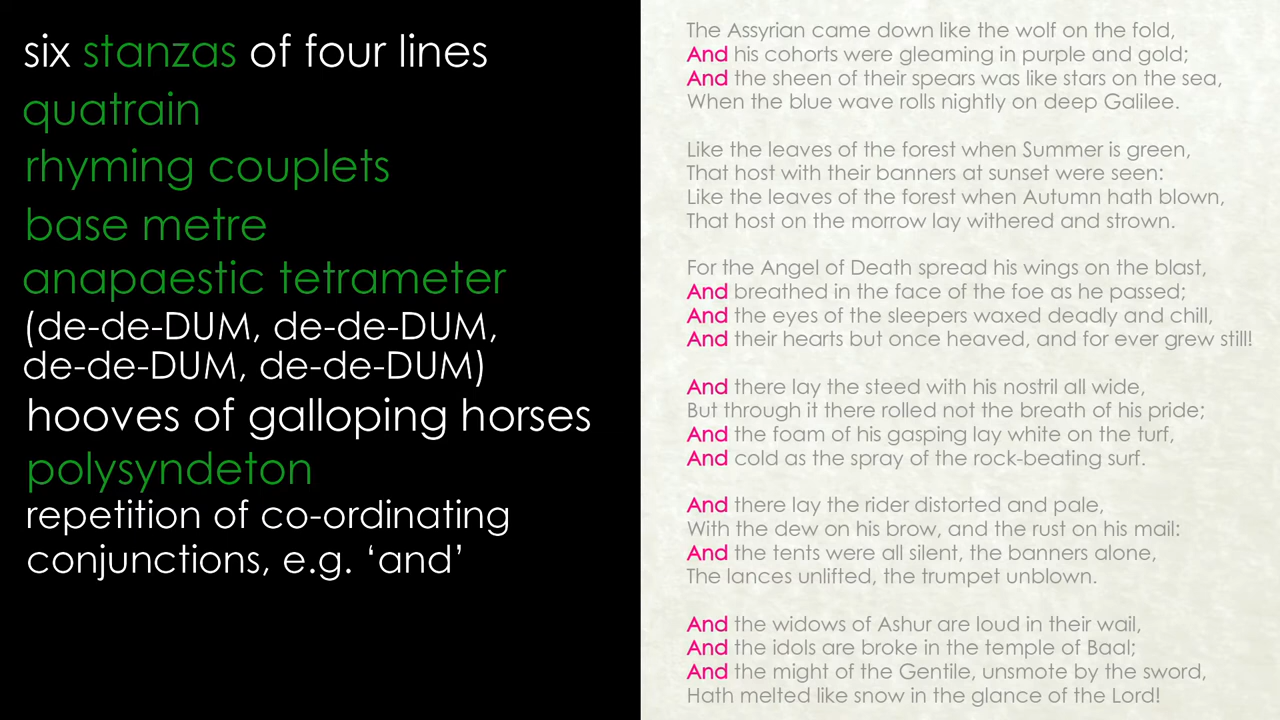 six stanzas of four lines
quatrain
rhyming couplets
base metre
anapaestic tetrameter
(de-de-DUM, de-de-DUM,
de-de-DUM, de-de-DUM)
hooves of galloping horses
polysyndeton
repetition of co-ordinating
conjunctions, e.g. ‘and’
The Assyrian came down like the wolf on the fold,
And his cohorts were gleaming in purple and gold;
And the sheen of their spears was like stars on the sea,
When the blue wave rolls nightly on deep Galilee.
Like the leaves of the forest when Summer is green,
That host with their banners at sunset were seen:
Like the leaves of the forest when Autumn hath blown,
That host on the morrow lay withered and strown.
For the Angel of Death spread his wings on the blast,
And breathed in the face of the foe as he passed;
And the eyes of the sleepers waxed deadly and chill,
And their hearts but once heaved, and for ever grew still!
And there lay the steed with his nostril all wide,
But through it there rolled not the breath of his pride;
And the foam of his gasping lay white on the turf,
And cold as the spray of the rock-beating surf.
And there lay the rider distorted and pale,
With the dew on his brow, and the rust on his mail:
And the tents were all silent, the banners alone,
The lances unlifted, the trumpet unblown.
And the widows of Ashur are loud in their wail,
And the idols are broke in the temple of Baal;
And the might of the Gentile, unsmote by the sword,
Hath melted like snow in the glance of the Lord!